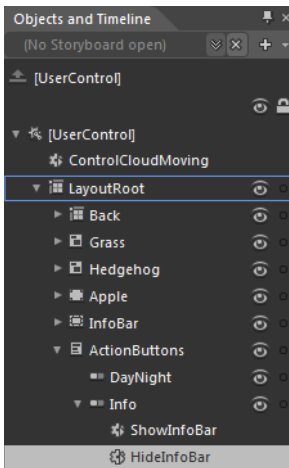 Objects and Timeline
(No Storyboard open)
[UserControl]
[UserControl]
ControlCloudMoving
LayoutRoot
Back
Grass
Hedgehog
Apple
InfoBar
ActionButtons
DayNight
Info
ShowInfoBar
HideInfoBar